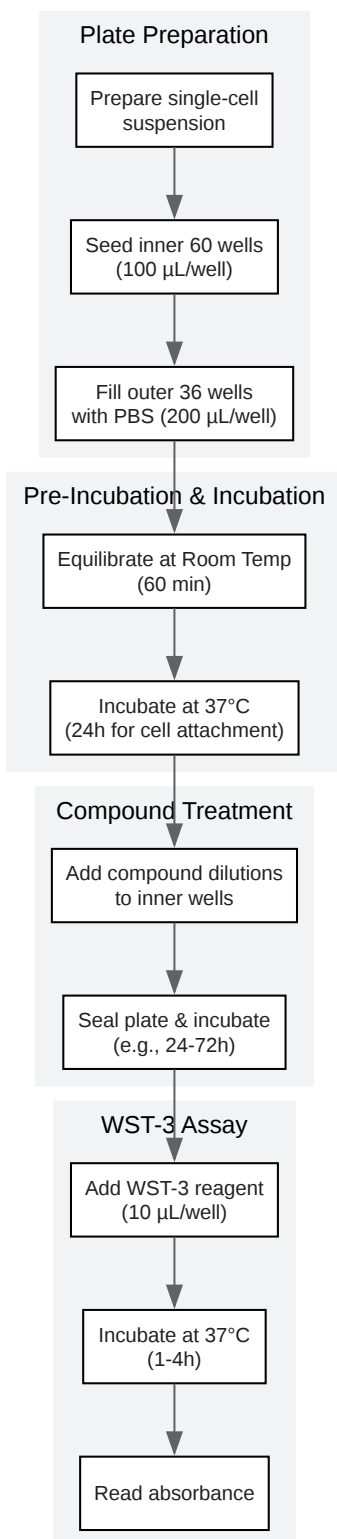 Plate Preparation
Prepare single-cell
suspension
Seed inner 60 wells
(100 µL/well)
Fill outer 36 wells
with PBS (200 µL/well)
Pre-Incubation & Incubation
Equilibrate at Room Temp
(60 min)
Incubate at 37°C
(24h for cell attachment)
Compound Treatment
Add compound dilutions
to inner wells
Seal plate & incubate
(e.g., 24-72h)
WST-3 Assay
Add WST-3 reagent
(10 µL/well)
Incubate at 37°C
(1-4h)
Read absorbance